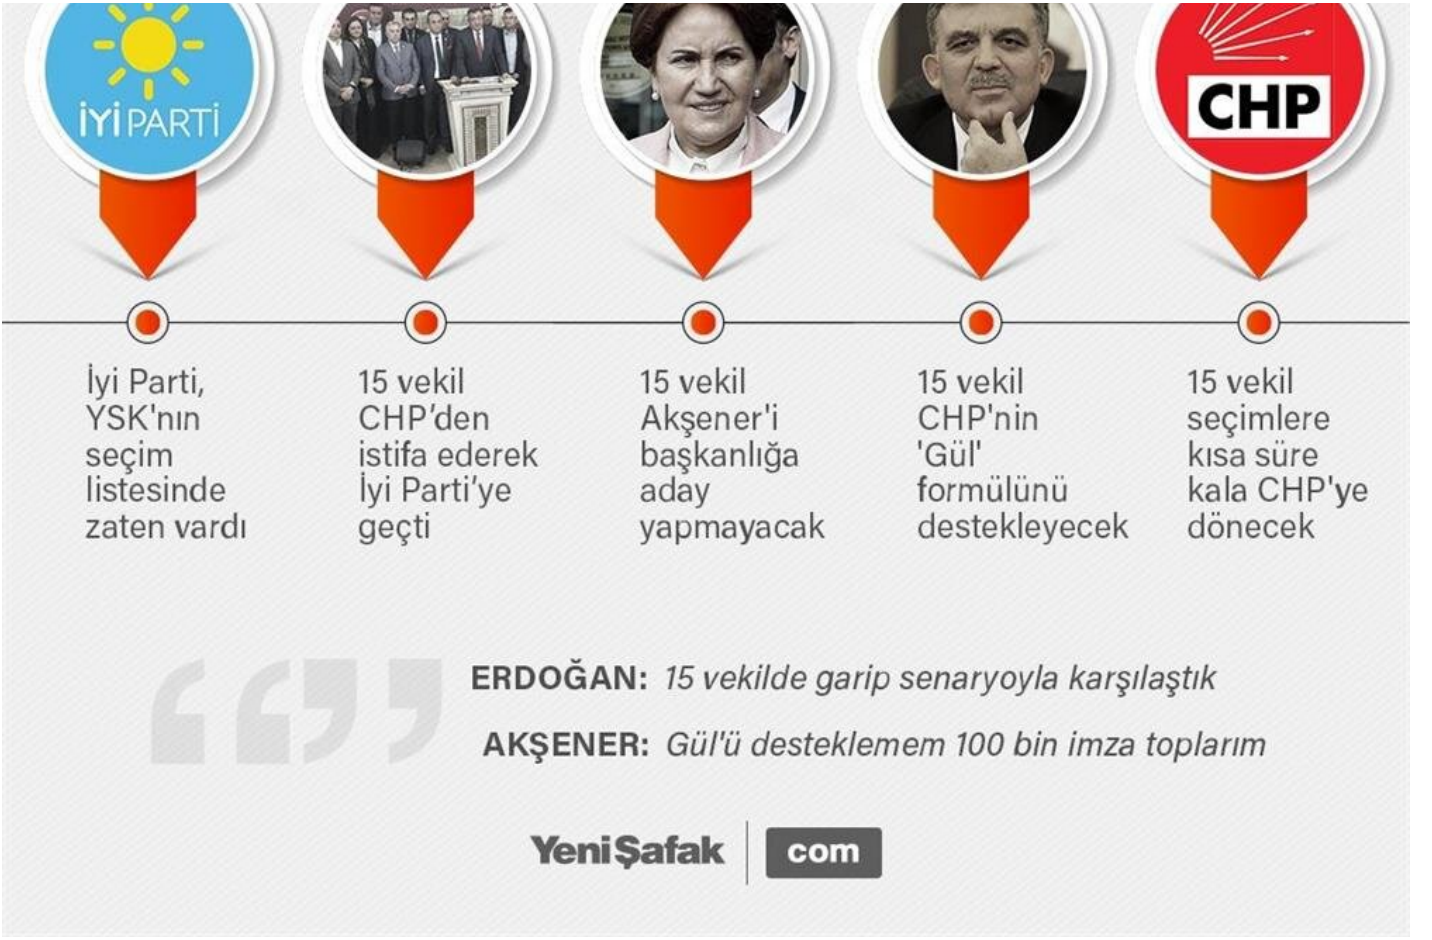 İYİ PARTİ
CHP
İyi Parti,
YSK'nın
seçim
listesinde
zaten vardı
15 vekil
CHP’den
istifa ederek
İyi Parti’ye
geçti
15 vekil
Akşener'i
başkanlığa
aday
yapmayacak
15 vekil
CHP'nin
'Gül'
formülünü
destekleyecek
15 vekil
seçimlere
kısa süre
kala CHP'ye
dönecek
ERDOĞAN: 15 vekilde garip senaryoyla karşılaştık
AKŞENER: Gül'ü desteklemem 100 bin imza toplarım
YeniŞafak com